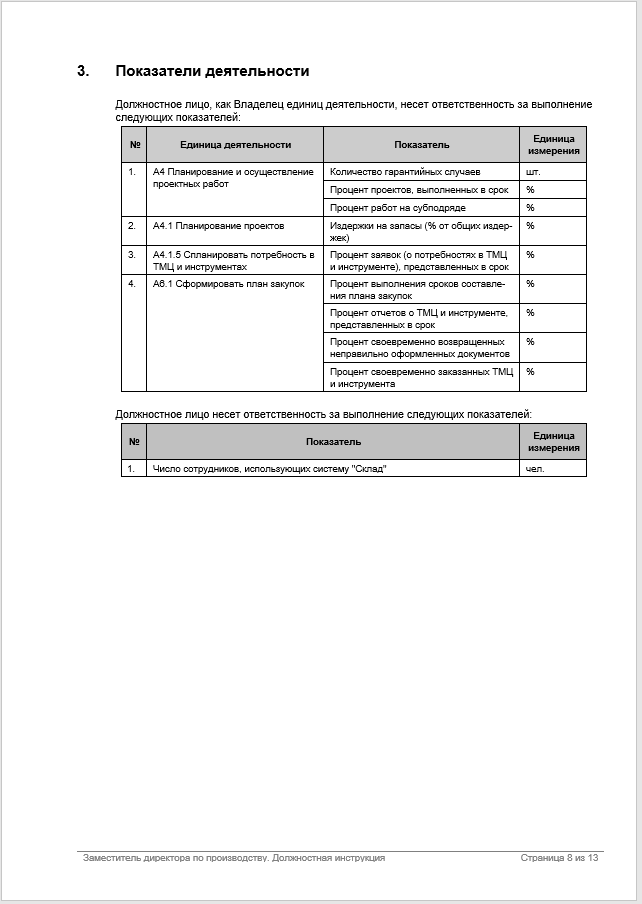 3. Показатели деятельности
Должностное лицо, как Владелец единиц деятельности, несет ответственность за выполнение
следующих показателей:
№ Единица деятельности Показатель Единица
измерения
1. А4 Планирование и осуществление Количество гарантийных случаев шт.
проектных работ Процент проектов, выполненных в срок %
Процент работ на субподряде %
2. А4.1 Планирование проектов Издержки на запасы (% от общих издер- %
жек)
3. А4.1.5 Спланировать потребность в Процент заявок (о потребностях в ТМЦ %
ТМЦ и инструментах и инструменте), представленных в срок
4. А6.1 Сформировать план закупок Процент выполнения сроков составле- %
ния плана закупок
Процент отчетов о ТМЦ и инструменте, %
представленных в срок
Процент своевременно возвращенных %
неправильно оформленных документов
Процент своевременно заказанных ТМЦ %
и инструмента
Должностное лицо несет ответственность за выполнение следующих показателей:
№ Показатель Единица
измерения
1. Число сотрудников, использующих систему "Склад" чел.
Заместитель директора по производству. Должностная инструкция Страница 8 из 13